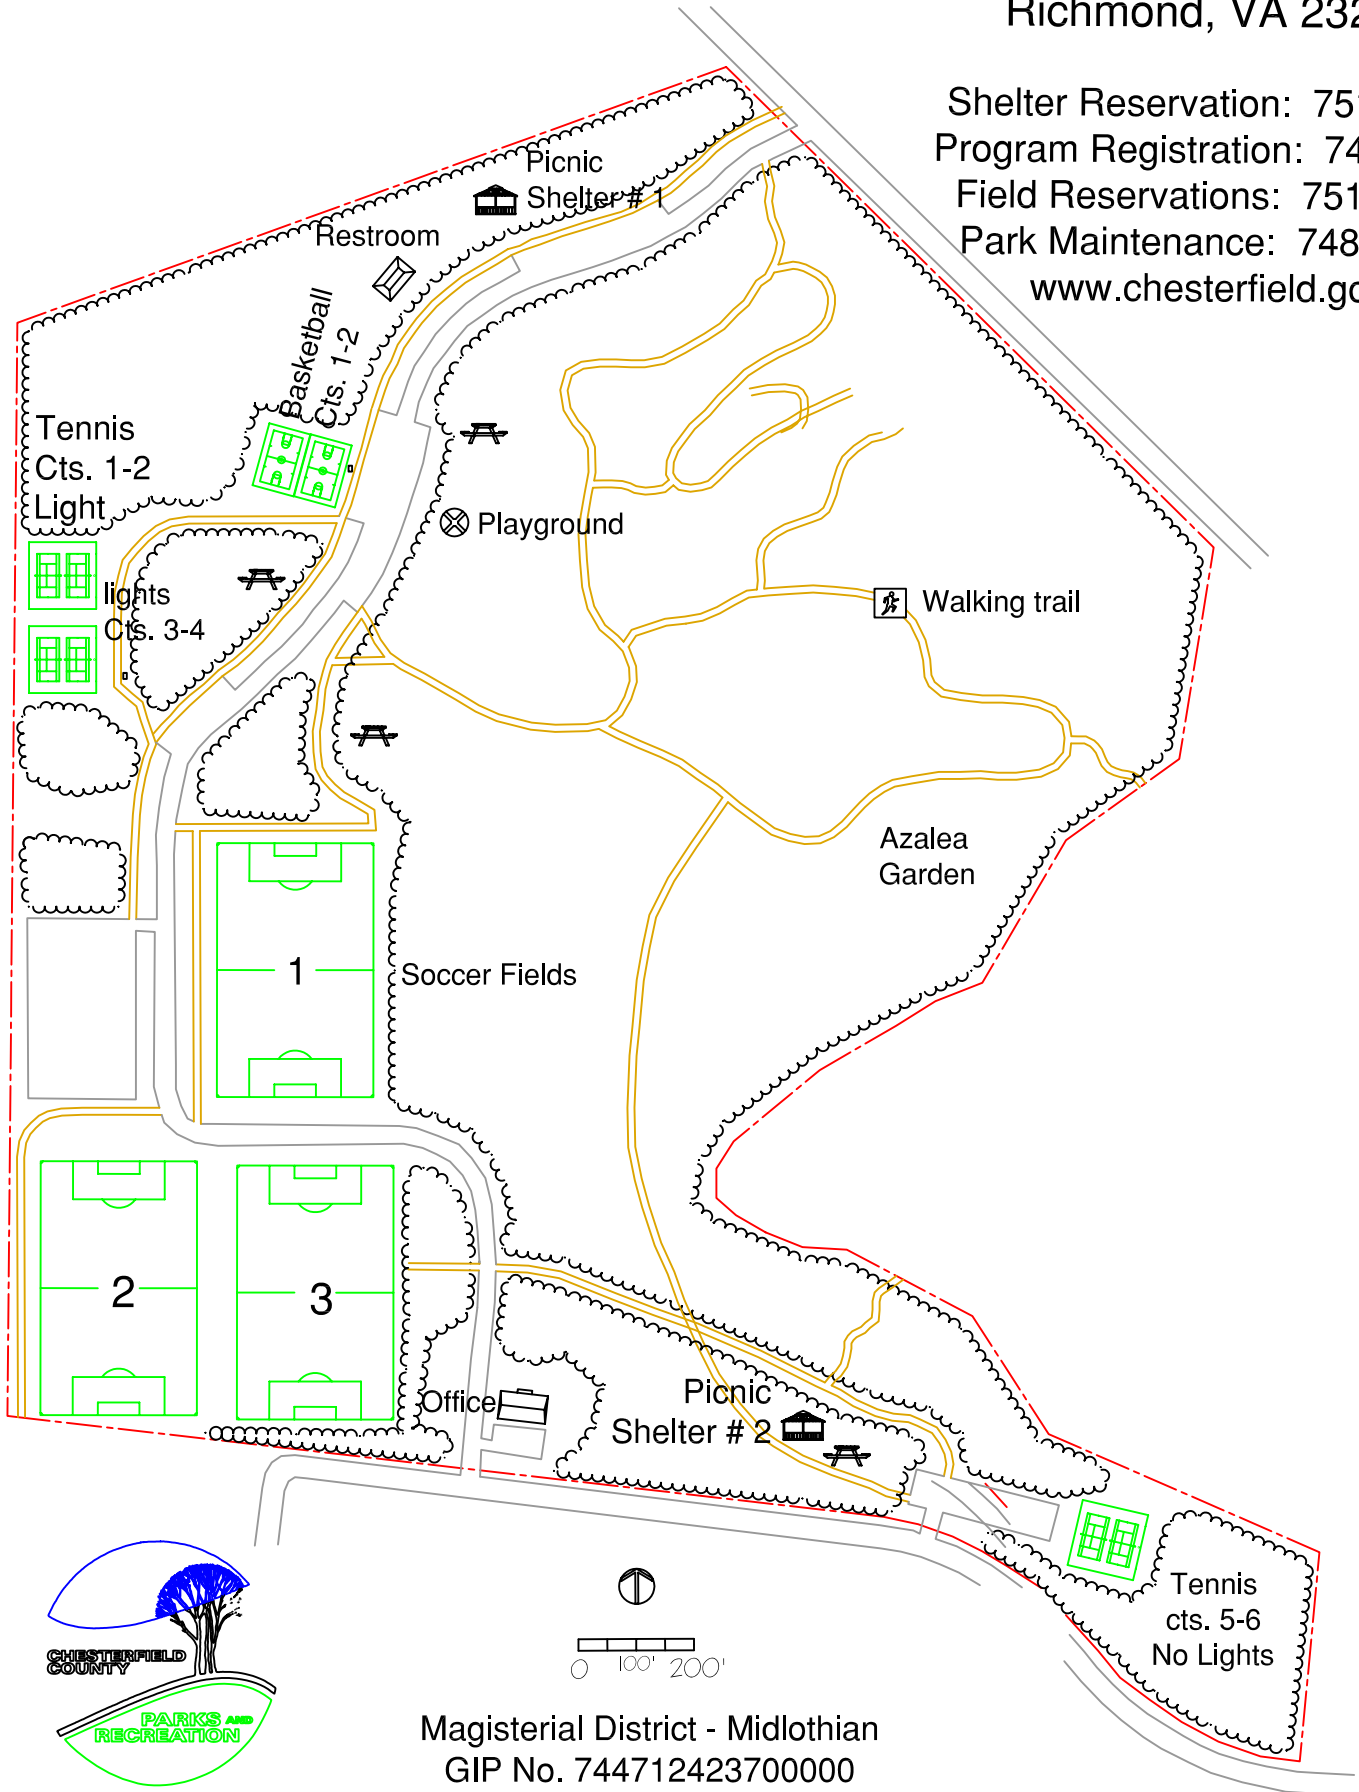 Richmond, VA 232
Shelter Reservation: 751
Program Registration: 74
Field Reservations: 751
Park Maintenance: 748
www.chesterfield.go
Picnic
Shelter # 1
Restroom
Basketball
Cts. 1-2
Tennis
Cts. 1-2
Light
lights
Cts. 3-4
Playground
Walking trail
Azalea
Garden
1
Soccer Fields
2
3
Office
Picnic
Shelter # 2
Tennis
cts. 5-6
No Lights
CHESTERFIELD
COUNTY
PARKS AND
RECREATION
0 100' 200'
Magisterial District - Midlothian
GIP No. 744712423700000